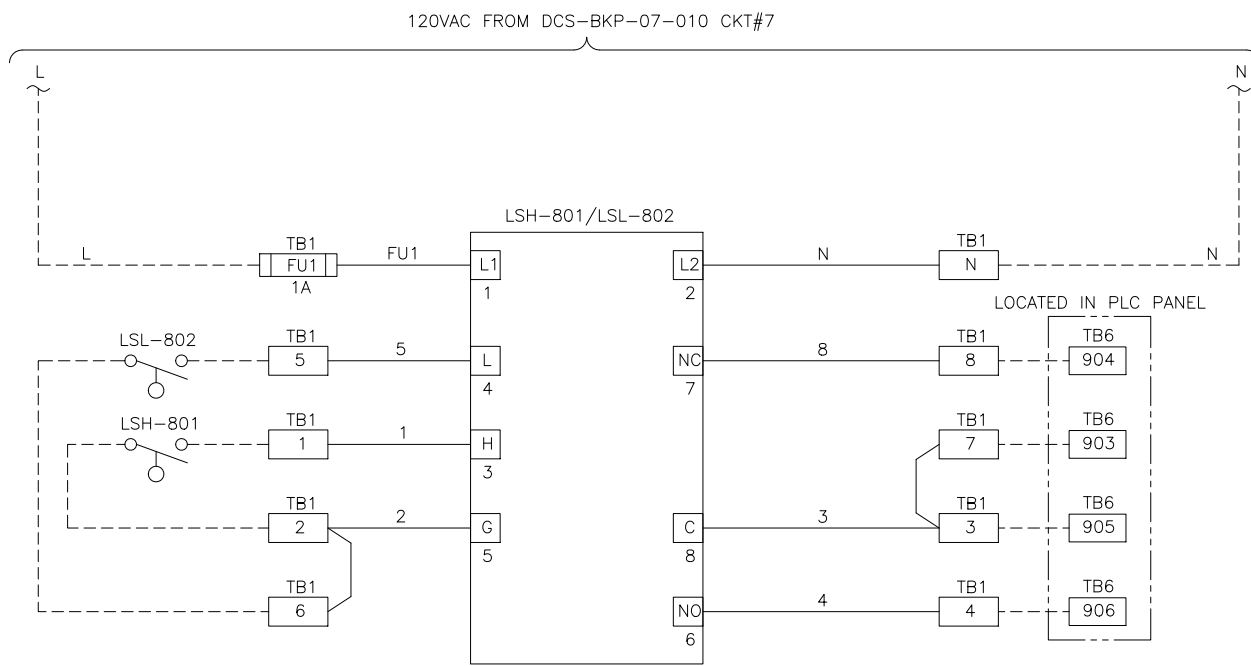 120VAC FROM DCS-BKP-07-010 CKT#7
L
N
LSH-801/LSL-802
L
TB1
FU1
1A
FU1
L1
1
L2
2
N
TB1
N
N
LOCATED IN PLC PANEL
LSL-802
TB1
5
5
L
4
NC
7
8
TB1
8
TB6
904
LSH-801
TB1
1
1
H
3
TB1
7
TB6
903
TB1
2
2
G
5
C
8
3
TB1
3
TB6
905
TB1
6
NO
6
4
TB1
4
TB6
906